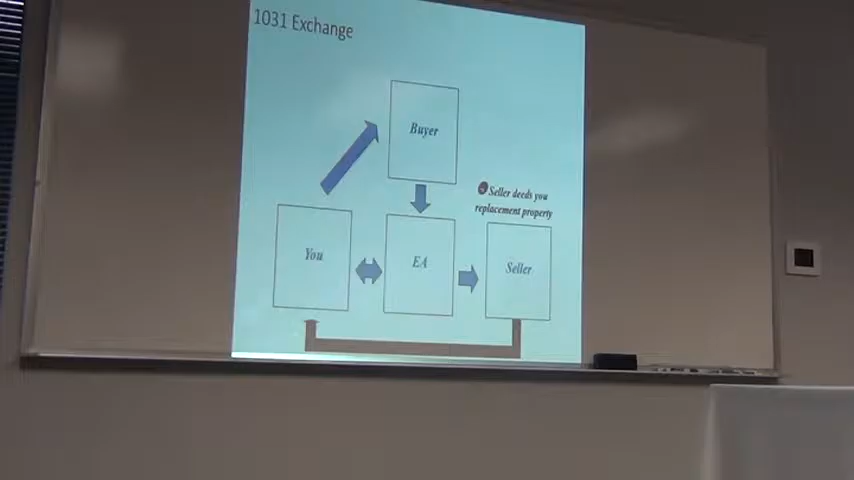 1031 Exchange
Buyer
Seller deeds you
replacement property
You
EA
Seller